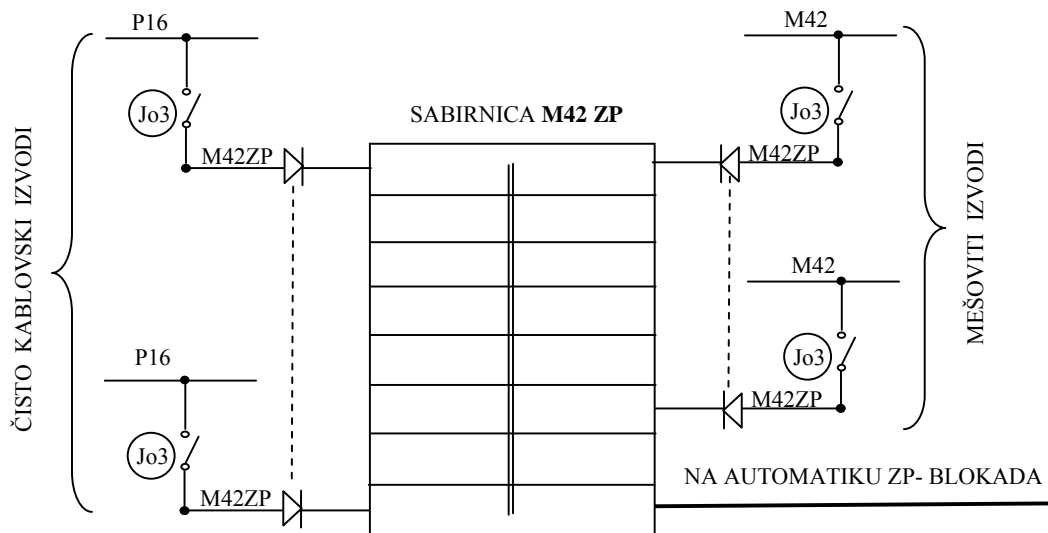 P16
M42
Jo3
Jo3
SABIRNICA M42 ZP
M42ZP
M42ZP
ČISTO KABLOVSKI IZVODI
MEŠOVITI IZVODI
M42
P16
Jo3
M42ZP
Jo3
NA AUTOMATIKU ZP- BLOKADA
M42ZP